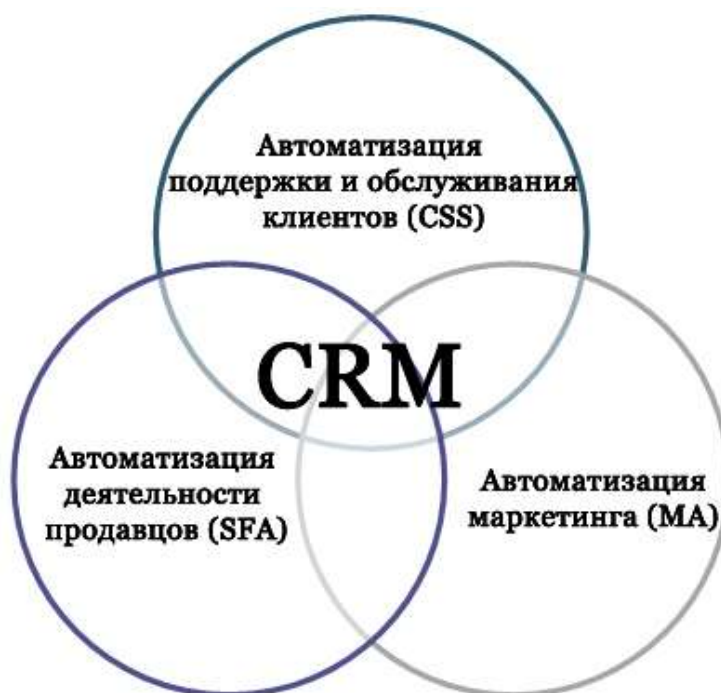 Автоматизация
поддержки и обслуживания
клиентов (CSS)
CRM
Автоматизация
деятельности
продавцов (SFA)
Автоматизация
маркетинга (MA)